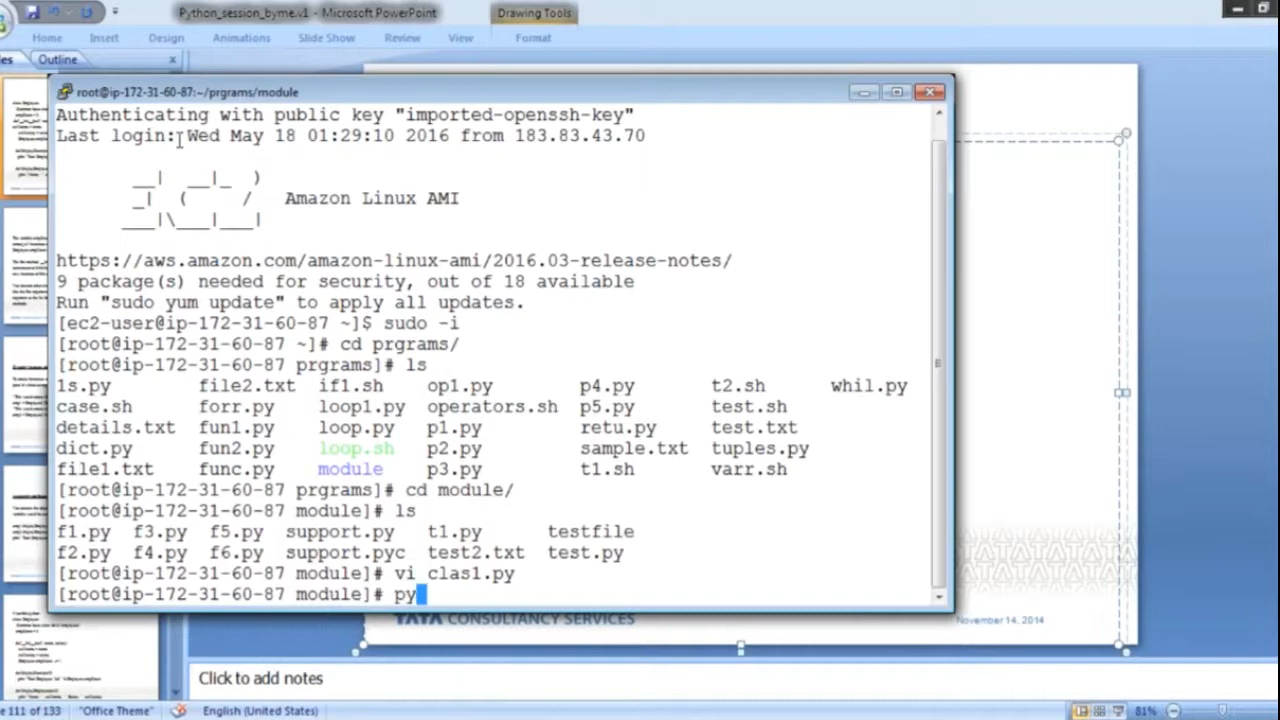 Python_session_byme.v1 - Microsoft PowerPoint
Drawing Tools
Home Insert Design Animations Slide Show Review View Format
Outline
root@ip-172-31-60-87:~/prgrams/module
Authenticating with public key "imported-openssh-key"
Last login: Wed May 18 01:29:10 2016 from 183.83.43.70
__| __|_ )
_| ( / Amazon Linux AMI
___|\___|___|
https://aws.amazon.com/amazon-linux-ami/2016.03-release-notes/
9 package(s) needed for security, out of 18 available
Run "sudo yum update" to apply all updates.
[ec2-user@ip-172-31-60-87 ~]$ sudo -i
[root@ip-172-31-60-87 ~]# cd prgrams/
[root@ip-172-31-60-87 prgrams]# ls
1s.py file2.txt if1.sh op1.py p4.py t2.sh whil.py
case.sh forr.py loop1.py operators.sh p5.py test.sh
details.txt fun1.py loop.py p1.py retu.py test.txt
dict.py fun2.py loop.sh p2.py sample.txt tuples.py
file1.txt func.py module p3.py t1.sh varr.sh
[root@ip-172-31-60-87 prgrams]# cd module/
[root@ip-172-31-60-87 module]# ls
f1.py f3.py f5.py support.py t1.py testfile
f2.py f4.py f6.py support.pyc test2.txt test.py
[root@ip-172-31-60-87 module]# vi clas1.py
[root@ip-172-31-60-87 module]# py
TATA CONSULTANCY SERVICES
November 14, 2014
Click to add notes
111 of 133 "Office Theme" English (United States) 81%